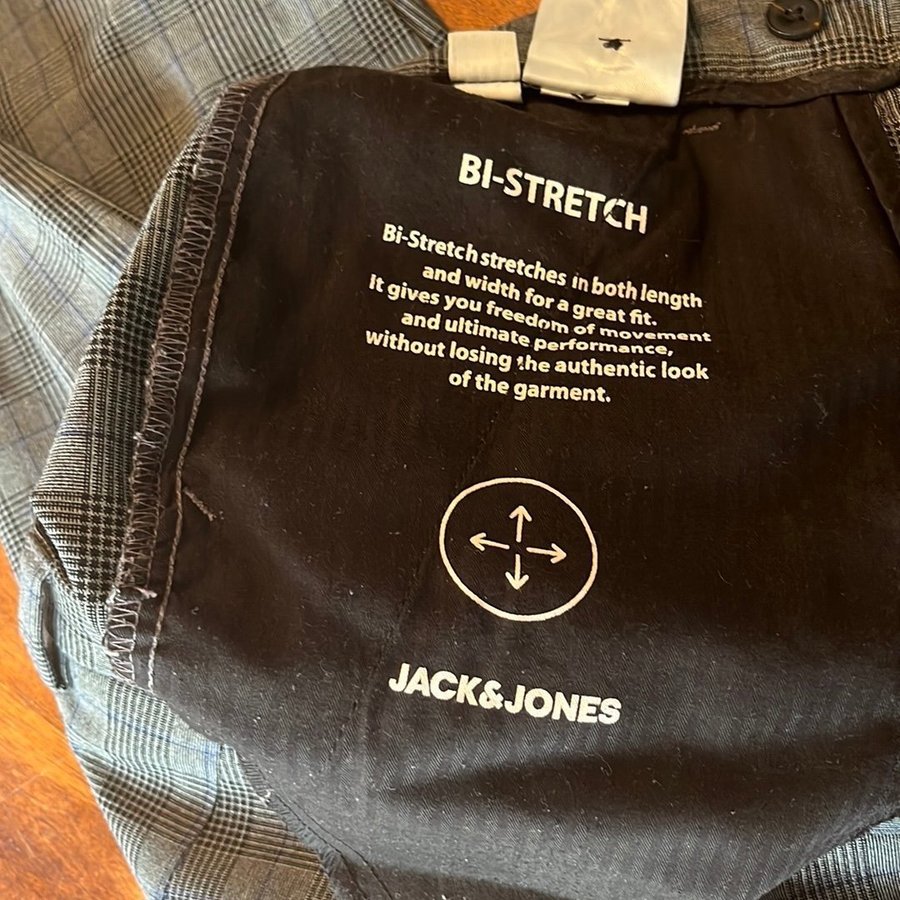 BI-STRETCH
Bi-Stretch stretches in both length
and width for a great fit.
It gives you freedom of movement
and ultimate performance,
without losing the authentic look
of the garment.
JACK&JONES